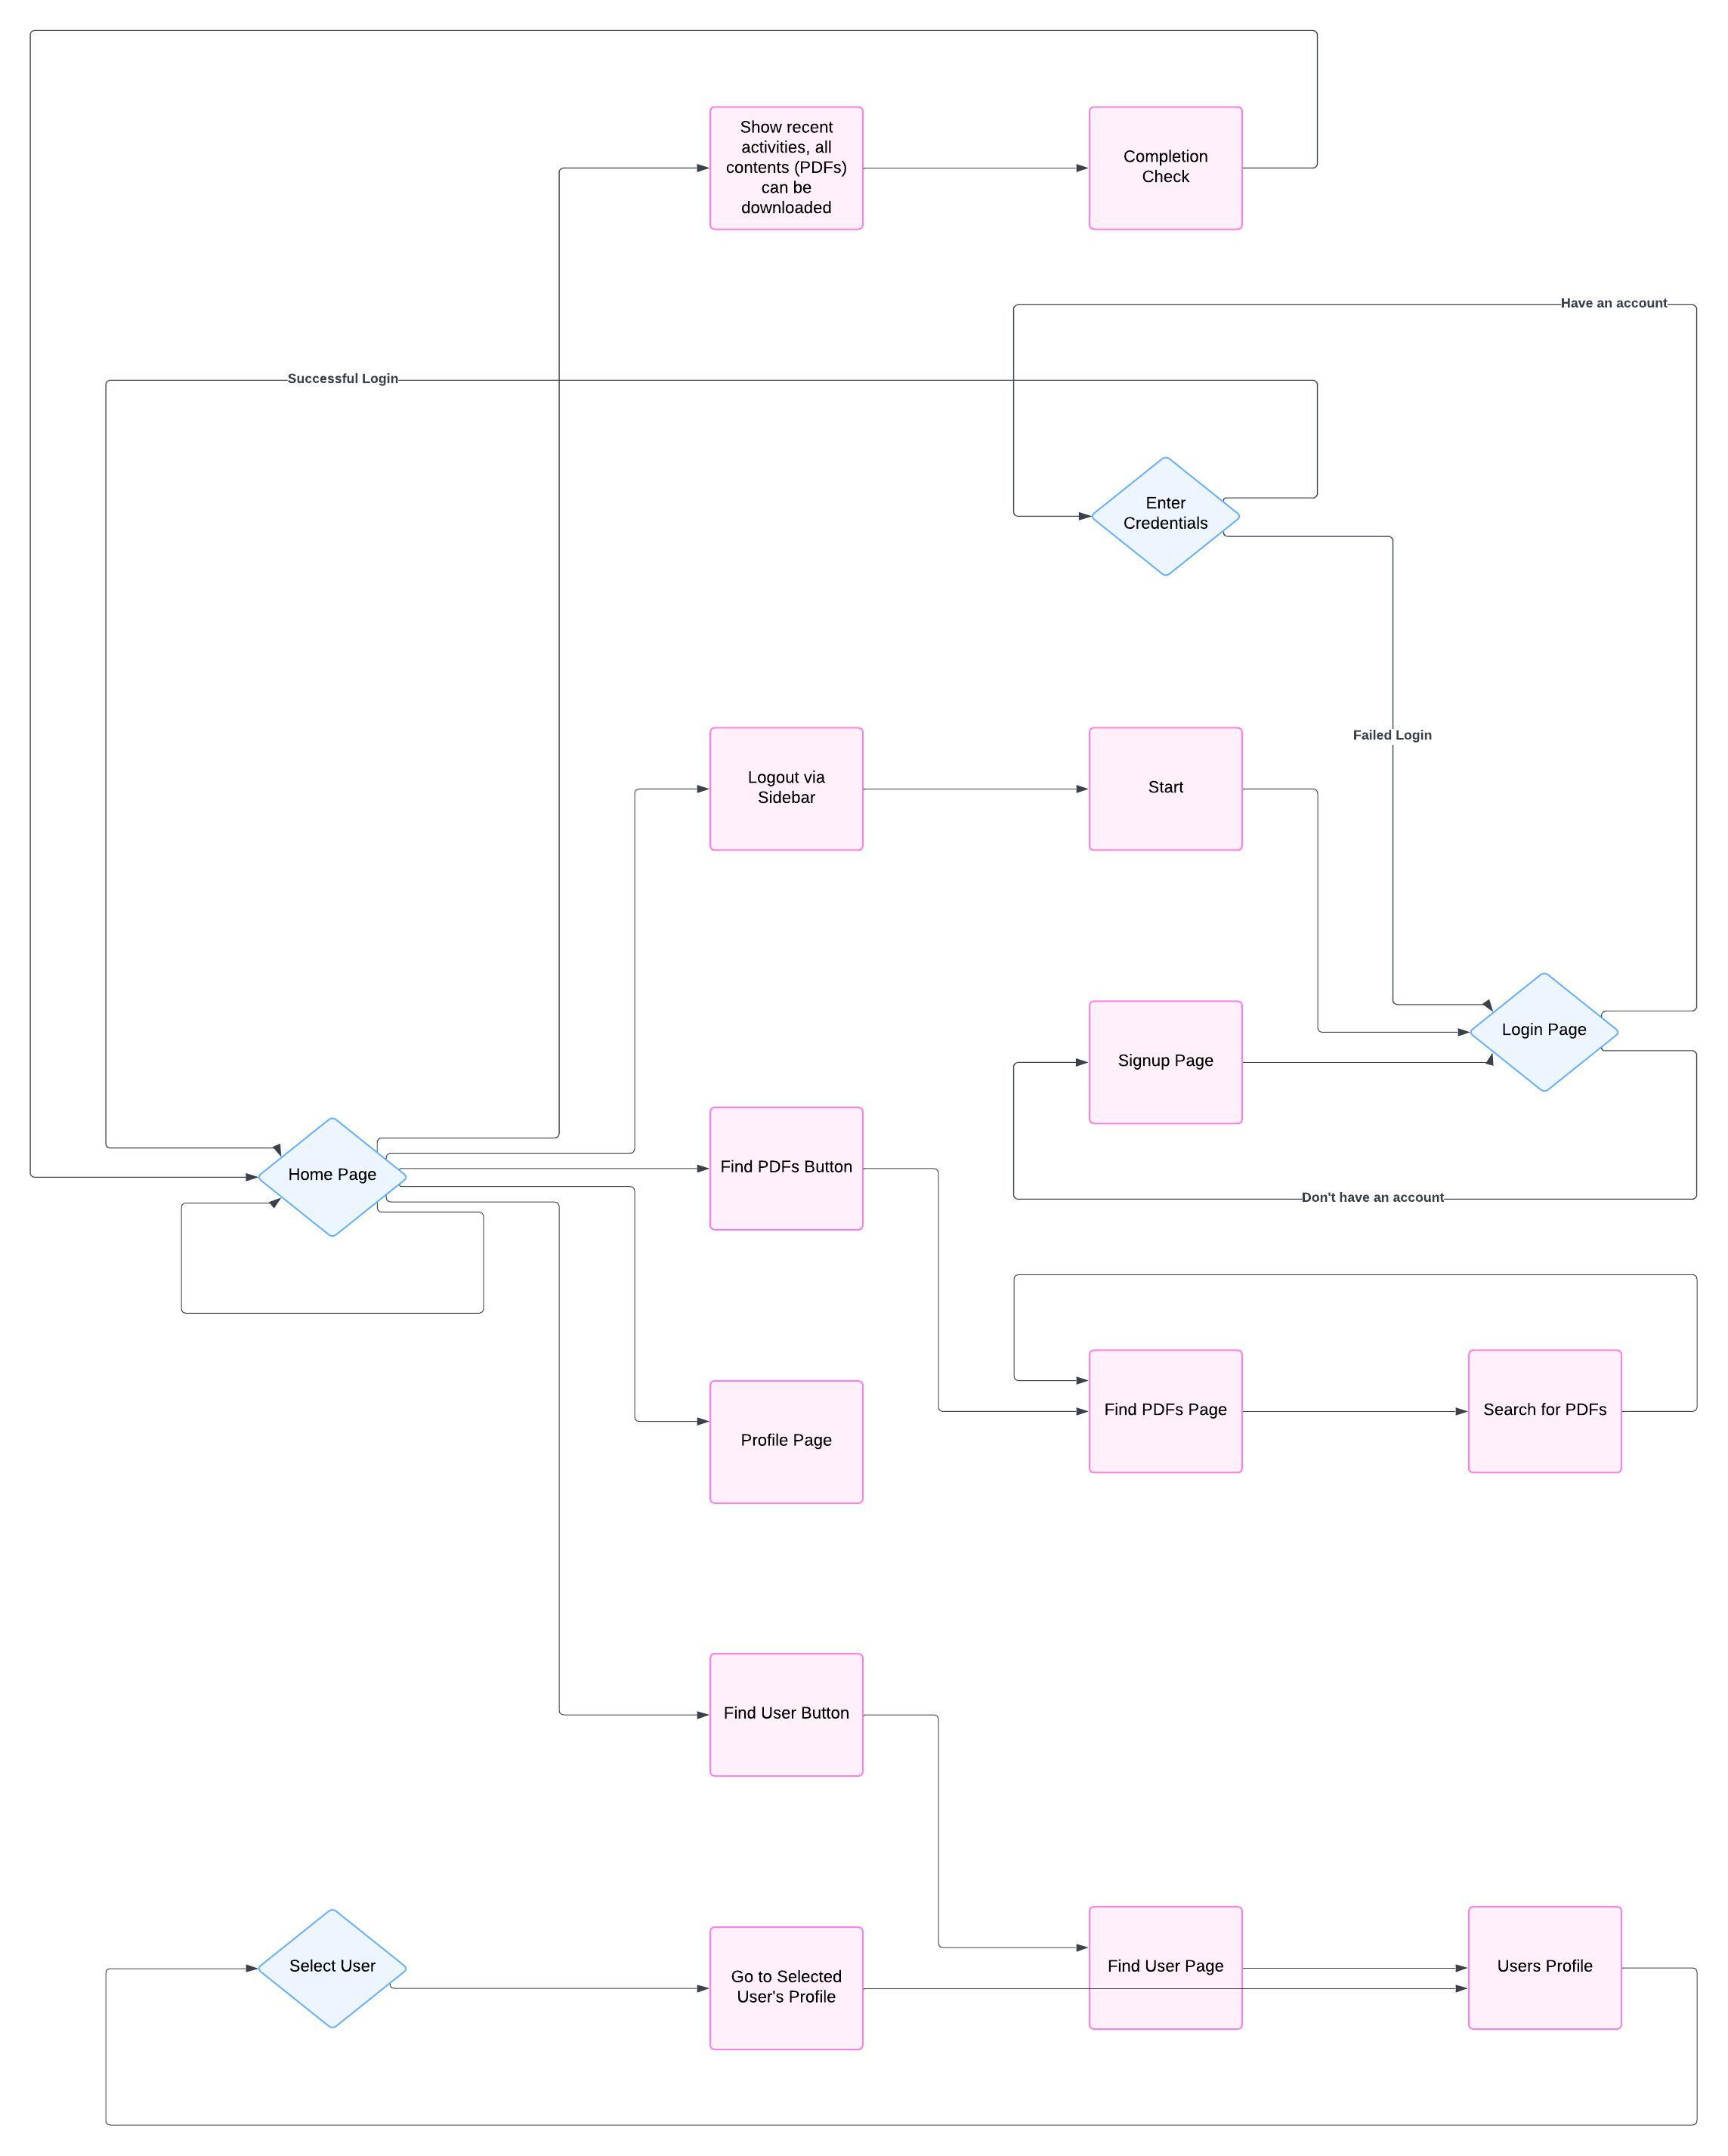 Show recent
activities, all
contents (PDFs)
can be
downloaded
Completion
Check
Have an account
Successful Login
Enter
Credentials
Failed Login
Logout via
Sidebar
Start
Login Page
Signup Page
Home Page
Find PDFs Button
Don't have an account
Find PDFs Page
Search for PDFs
Profile Page
Find User Button
Select User
Go to Selected
User's Profile
Find User Page
Users Profile